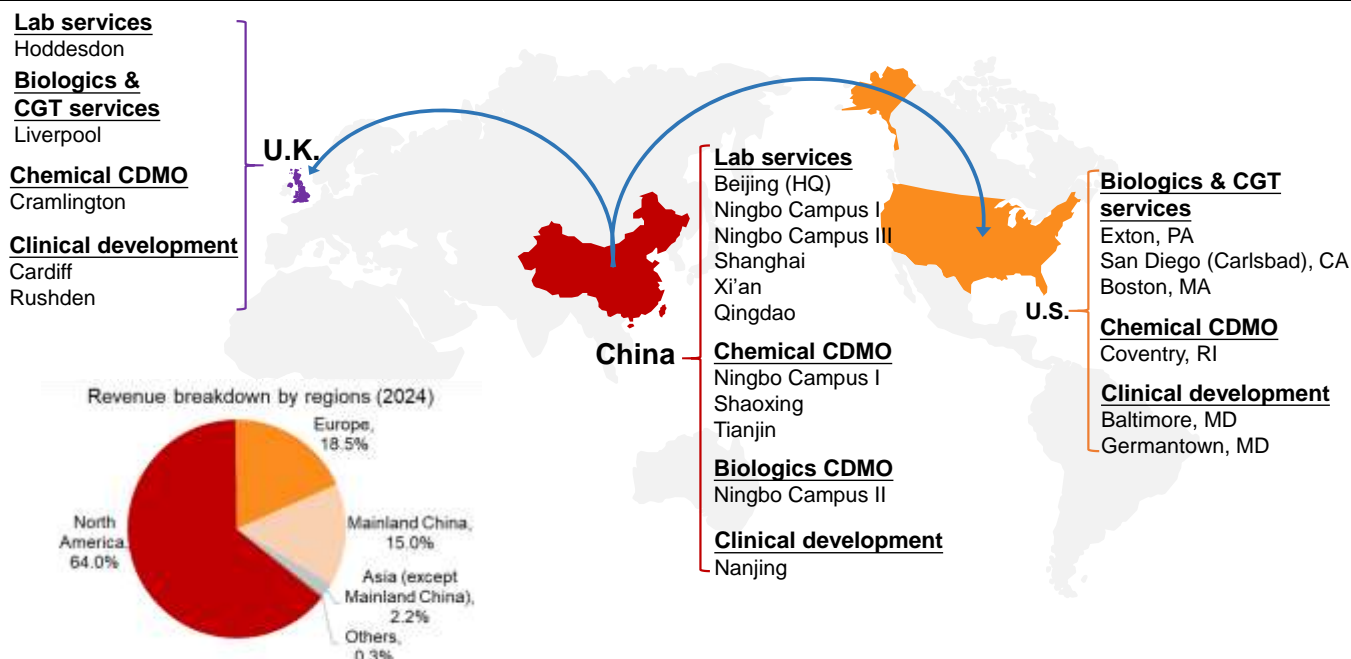 Lab services
Hoddesdon
Biologics &
CGT services
Liverpool
Chemical CDMO
Cramlington
Clinical development
Cardiff
Rushden
U.K.
China
Lab services
Beijing (HQ)
Ningbo Campus I
Ningbo Campus III
Shanghai
Xi’an
Qingdao
Chemical CDMO
Ningbo Campus I
Shaoxing
Tianjin
Biologics CDMO
Ningbo Campus II
Clinical development
Nanjing
U.S.
Biologics & CGT
services
Exton, PA
San Diego (Carlsbad), CA
Boston, MA
Chemical CDMO
Coventry, RI
Clinical development
Baltimore, MD
Germantown, MD
Revenue breakdown by regions (2024)
Europe,
18.5%
Mainland China,
15.0%
Asia (except
Mainland China),
2.2%
Others,
0.3%
North
America,
64.0%